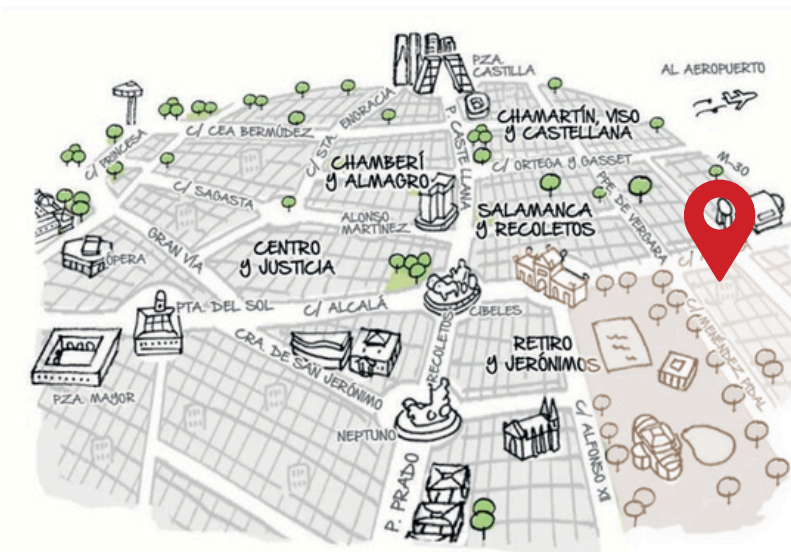 PZA.
CASTILLA
AL AEROPUERTO
C/ PRINCESA
C/ CEA BERMÚDEZ
C/ STA. ENGRACIA
P. CASTELLANA
CHAMARTÍN, VISO
y CASTELLANA
C/ ORTEGA Y GASSET
M-30
CHAMBERÍ
y ALMAGRO
C/ SAGASTA
PPE. DE VERGARA
SALAMANCA
y RECOLETOS
ALONSO
MARTÍNEZ
GRAN VÍA
CENTRO
y JUSTICIA
ÓPERA
C/
PTA. DEL SOL
C/ ALCALÁ
CIBELES
C/ MENÉNDEZ PIDAL
RECOLETOS
CRA. DE SAN JERÓNIMO
RETIRO
y JERÓNIMOS
PZA. MAYOR
NEPTUNO
C/ ALFONSO XII
P. PRADO